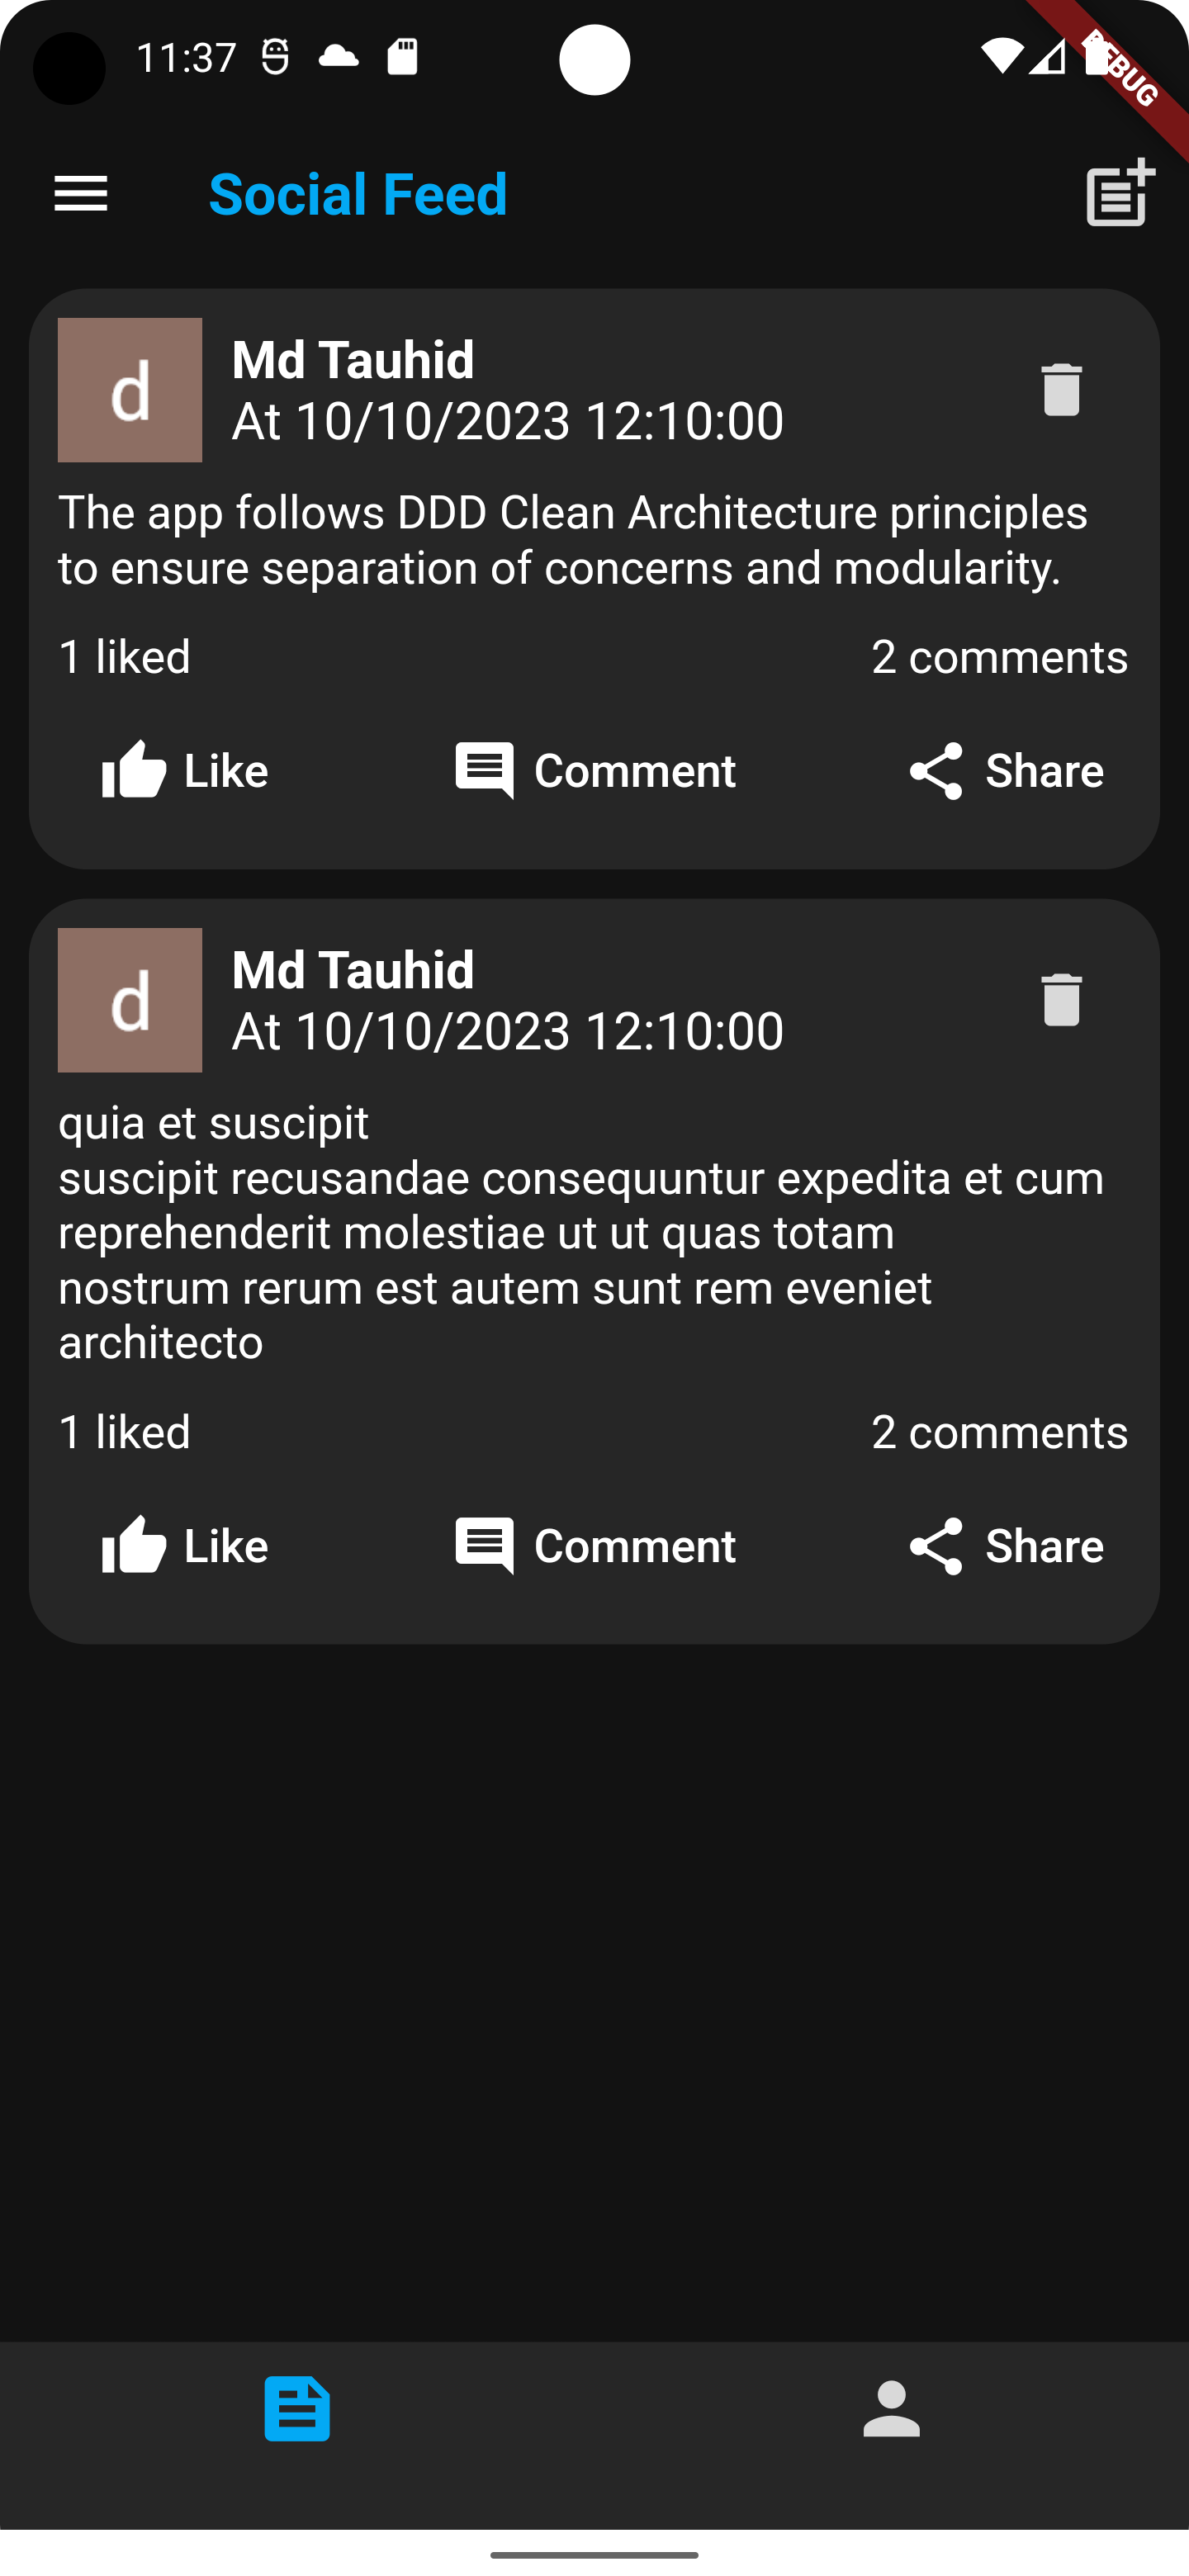 11:37
DEBUG
Social Feed
d
Md Tauhid
At 10/10/2023 12:10:00
The app follows DDD Clean Architecture principles
to ensure separation of concerns and modularity.
1 liked
2 comments
Like
Comment
Share
d
Md Tauhid
At 10/10/2023 12:10:00
quia et suscipit
suscipit recusandae consequuntur expedita et cum
reprehenderit molestiae ut ut quas totam
nostrum rerum est autem sunt rem eveniet
architecto
1 liked
2 comments
Like
Comment
Share